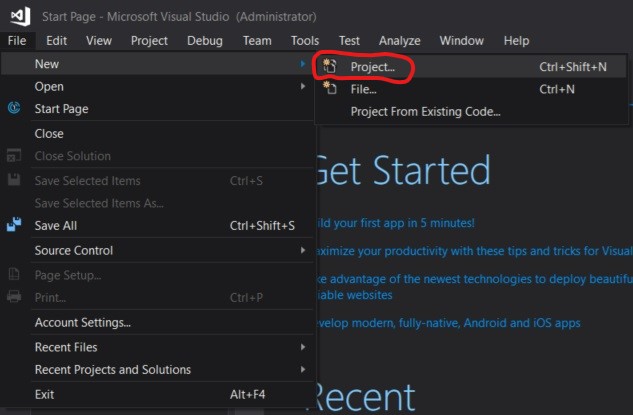 Start Page - Microsoft Visual Studio (Administrator)
File Edit View Project Debug Team Tools Test Analyze Window Help
New
Open
Start Page
Close
Close Solution
Save Selected Items Ctrl+S
Save Selected Items As...
Save All Ctrl+Shift+S
Source Control
Page Setup...
Print... Ctrl+P
Account Settings...
Recent Files
Recent Projects and Solutions
Exit Alt+F4
Project... Ctrl+Shift+N
File... Ctrl+N
Project From Existing Code...
Get Started
ild your first app in 5 minutes!
aximize your productivity with these tips and tricks for Visual
ke advantage of the newest technologies to deploy beautifu
able websites
evelop modern, fully-native, Android and iOS apps
Recent